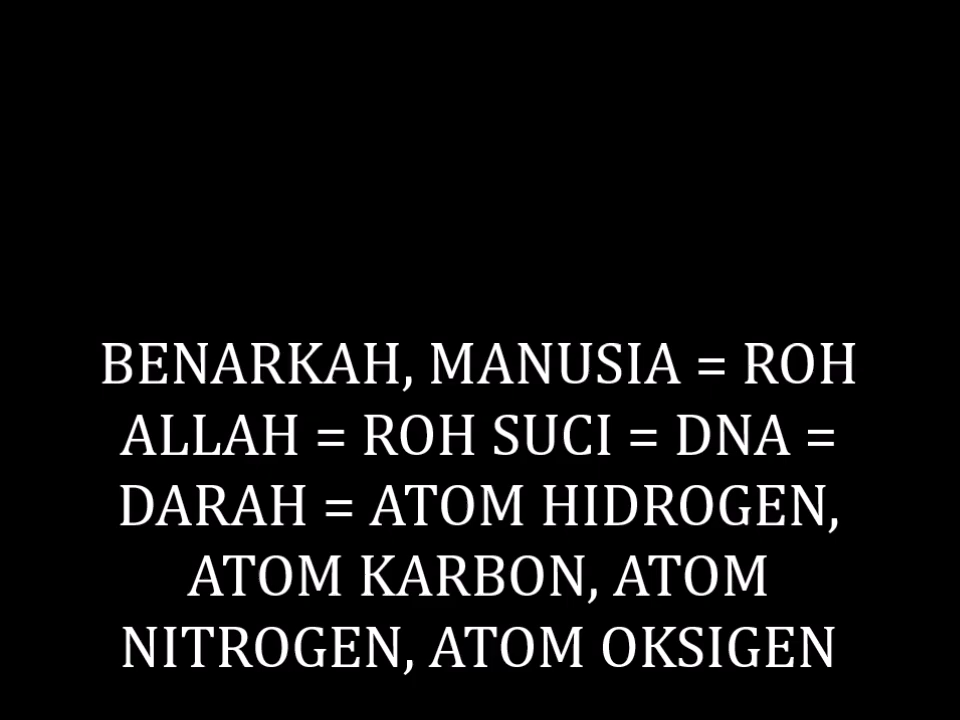 BENARKAH, MANUSIA = ROH
ALLAH = ROH SUCI = DNA =
DARAH = ATOM HIDROGEN,
ATOM KARBON, ATOM
NITROGEN, ATOM OKSIGEN